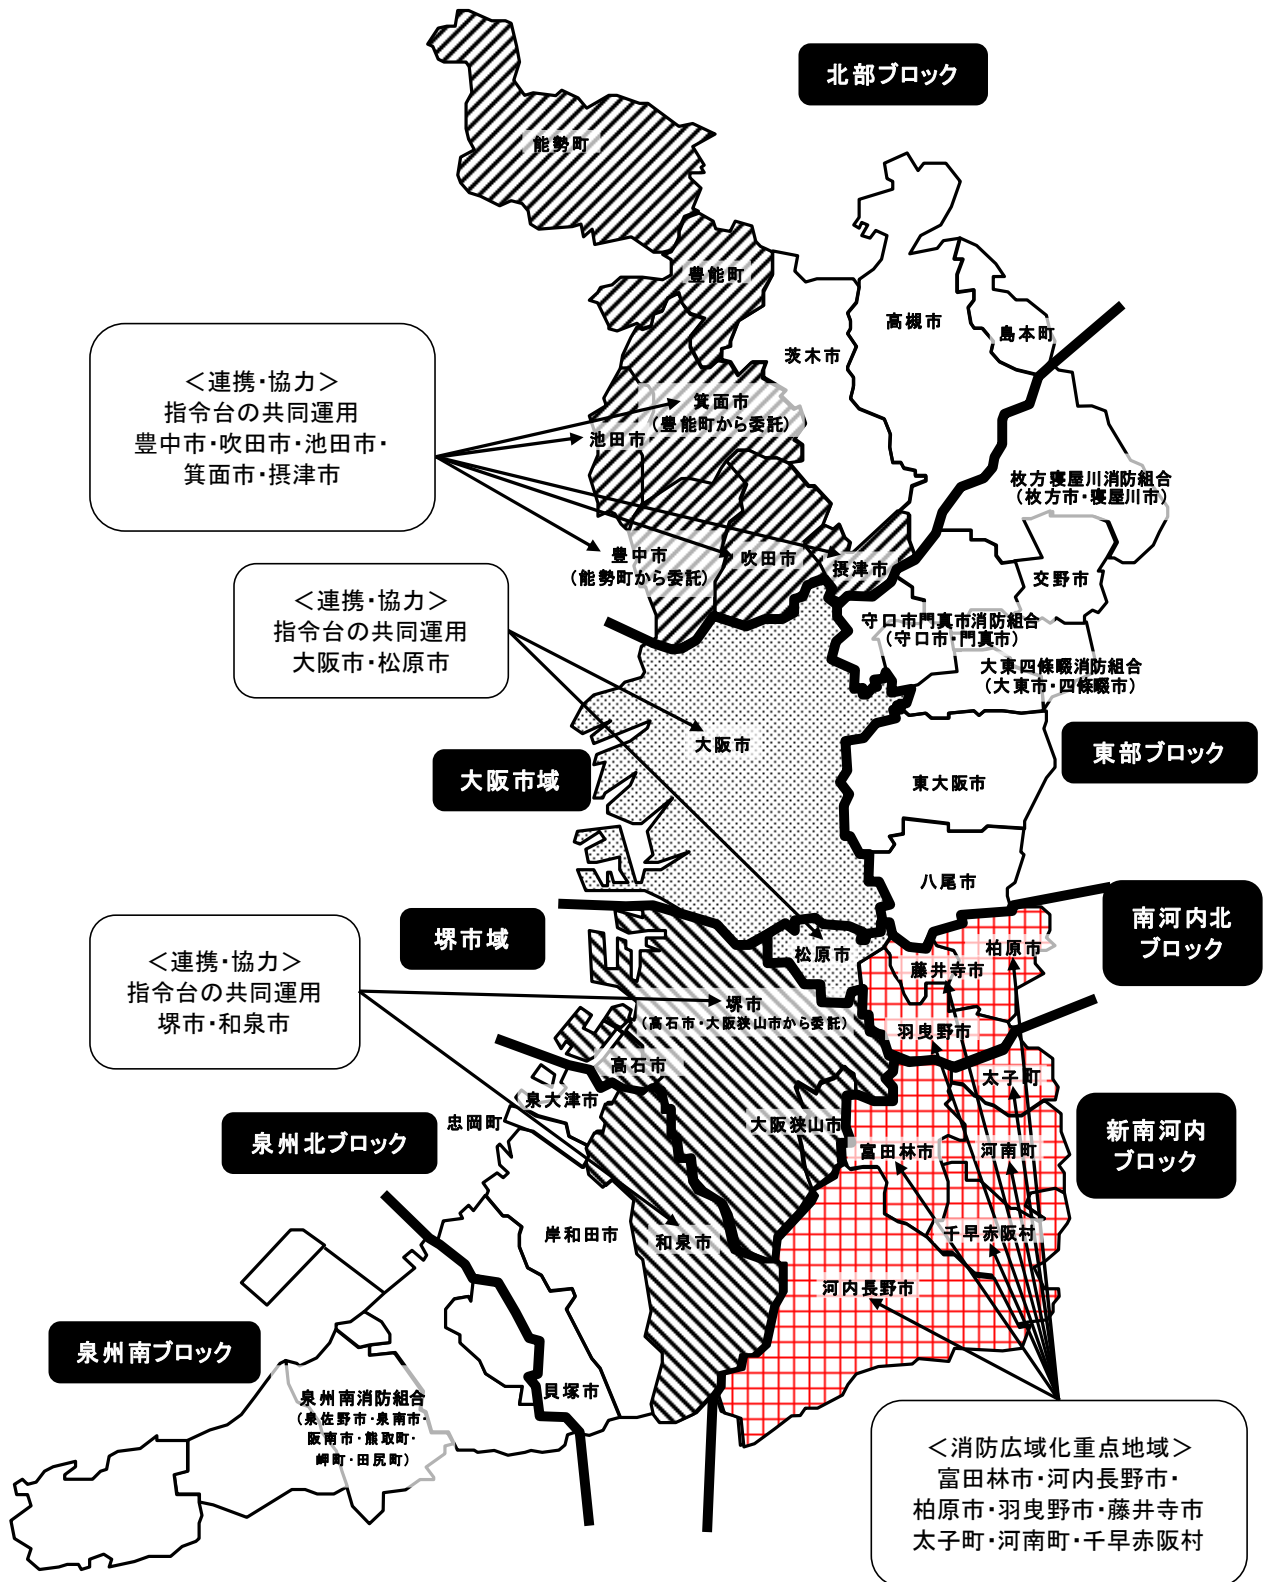 北部ブロック
能勢町
豊能町
高槻市
島本町
茨木市
＜連携・協力＞
指令台の共同運用
豊中市・吹田市・池田市・
箕面市・摂津市
箕面市
（豊能町から委託）
池田市
枚方寝屋川消防組合
（枚方市・寝屋川市）
豊中市
（能勢町から委託）
吹田市
摂津市
交野市
＜連携・協力＞
指令台の共同運用
大阪市・松原市
守口市門真市消防組合
（守口市・門真市）
大東四條畷消防組合
（大東市・四條畷市）
大阪市
東部ブロック
大阪市域
東大阪市
八尾市
南河内北
ブロック
堺市域
松原市
柏原市
藤井寺市
＜連携・協力＞
指令台の共同運用
堺市・和泉市
堺市
（高石市・大阪狭山市から委託）
羽曳野市
高石市
太子町
泉大津市
忠岡町
大阪狭山市
泉州北ブロック
富田林市
河南町
新南河内
ブロック
岸和田市
和泉市
千早赤阪村
河内長野市
泉州南ブロック
貝塚市
泉州南消防組合
（泉佐野市・泉南市・
阪南市・熊取町・
岬町・田尻町）
＜消防広域化重点地域＞
富田林市・河内長野市・
柏原市・羽曳野市・藤井寺市
太子町・河南町・千早赤阪村